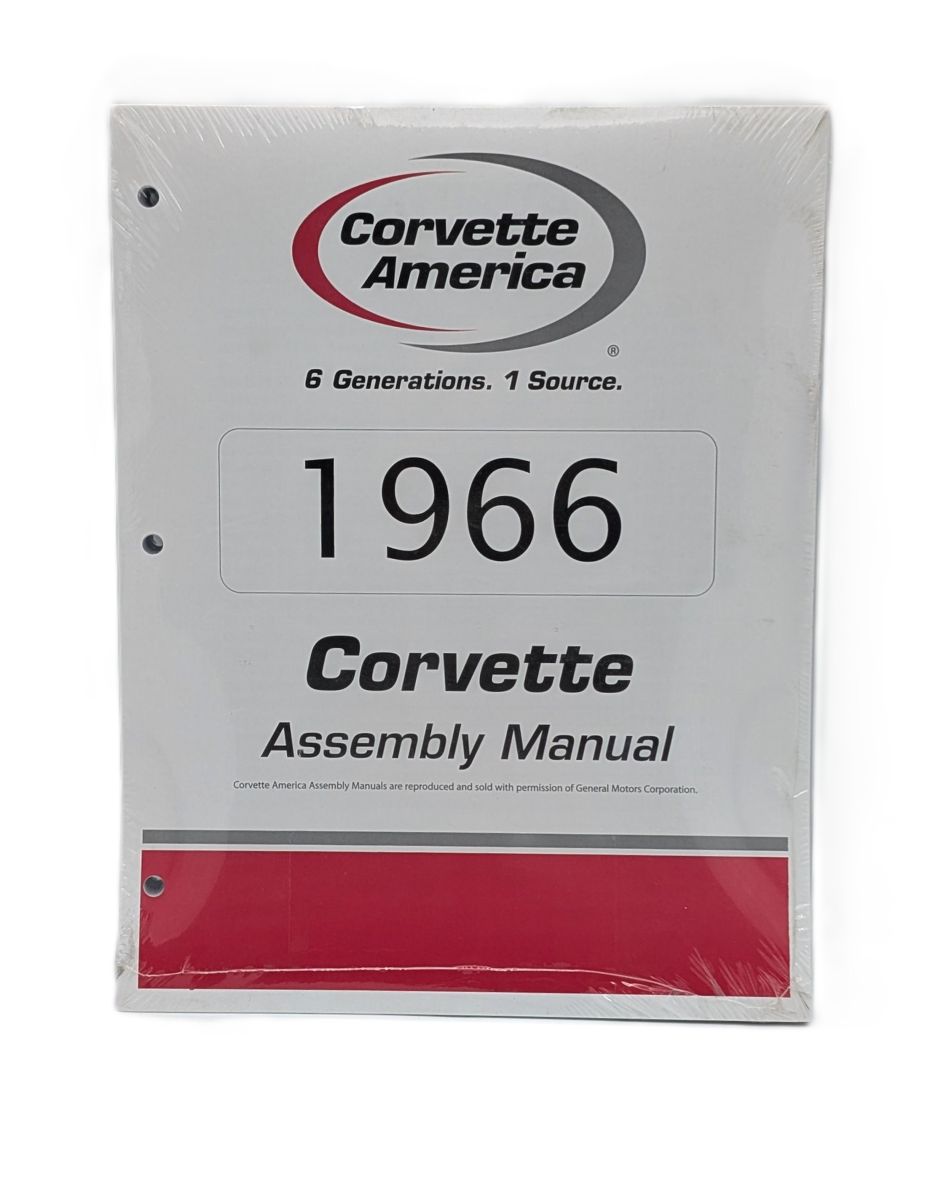 Corvette
America
®
6 Generations. 1 Source.
1966
Corvette
Assembly Manual
Corvette America Assembly Manuals are reproduced and sold with permission of General Motors Corporation.